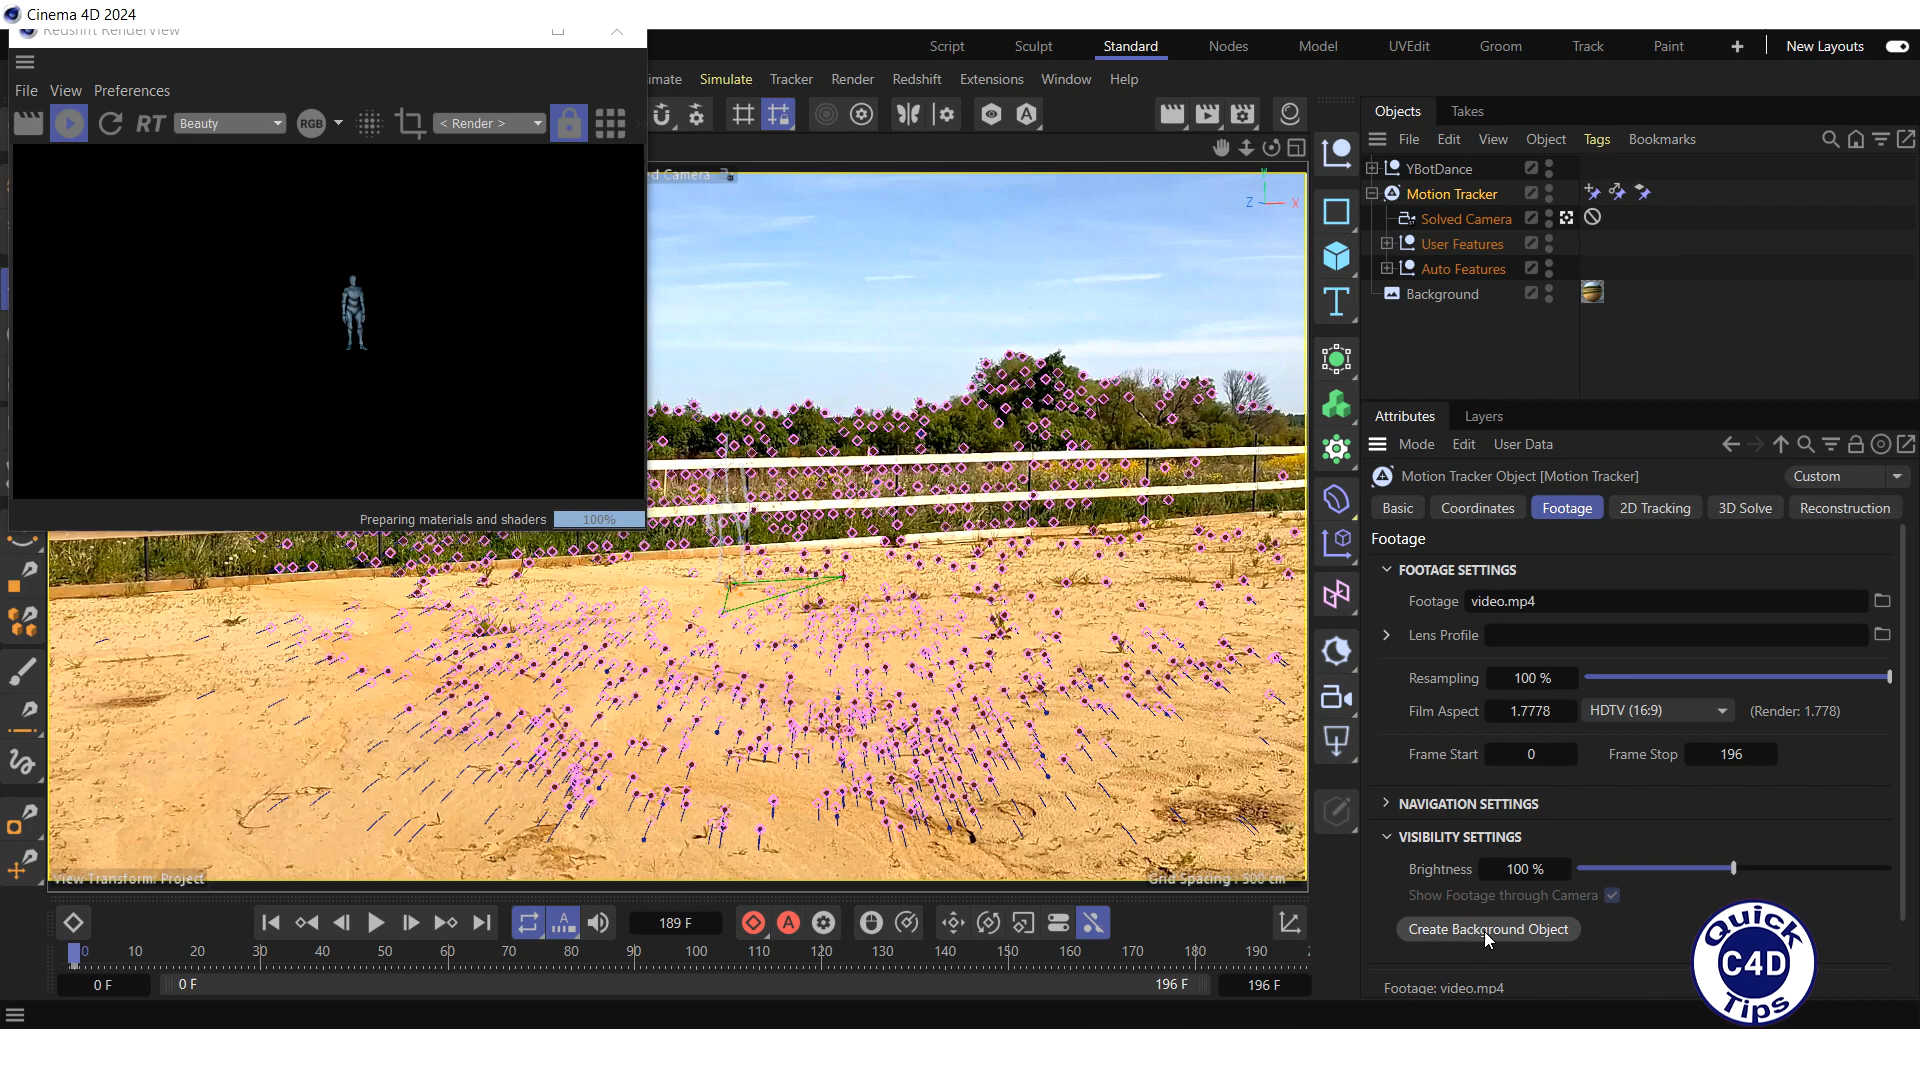 Cinema 4D 2024
Redshift RenderView
File View Preferences
RT Beauty RGB < Render >
Preparing materials and shaders 100%
Script Sculpt Standard Nodes Model UVEdit Groom Track Paint + New Layouts
imate Simulate Tracker Render Redshift Extensions Window Help
ed Camera
Y
Z X
View Transform: Project
Grid Spacing : 500 cm
189 F
0 10 20 30 40 50 60 70 80 90 100 110 120 130 140 150 160 170 180 190
0 F 0 F 196 F 196 F
Objects Takes
File Edit View Object Tags Bookmarks
YBotDance
Motion Tracker
Solved Camera
User Features
Auto Features
Background
Attributes Layers
Mode Edit User Data
Motion Tracker Object [Motion Tracker] Custom
Basic Coordinates Footage 2D Tracking 3D Solve Reconstruction
Footage
FOOTAGE SETTINGS
Footage video.mp4
Lens Profile
Resampling 100 %
Film Aspect 1.7778 HDTV (16:9) (Render: 1.778)
Frame Start 0 Frame Stop 196
NAVIGATION SETTINGS
VISIBILITY SETTINGS
Brightness 100 %
Show Footage through Camera
Create Background Object
Footage: video.mp4
Quick
C4D
Tips